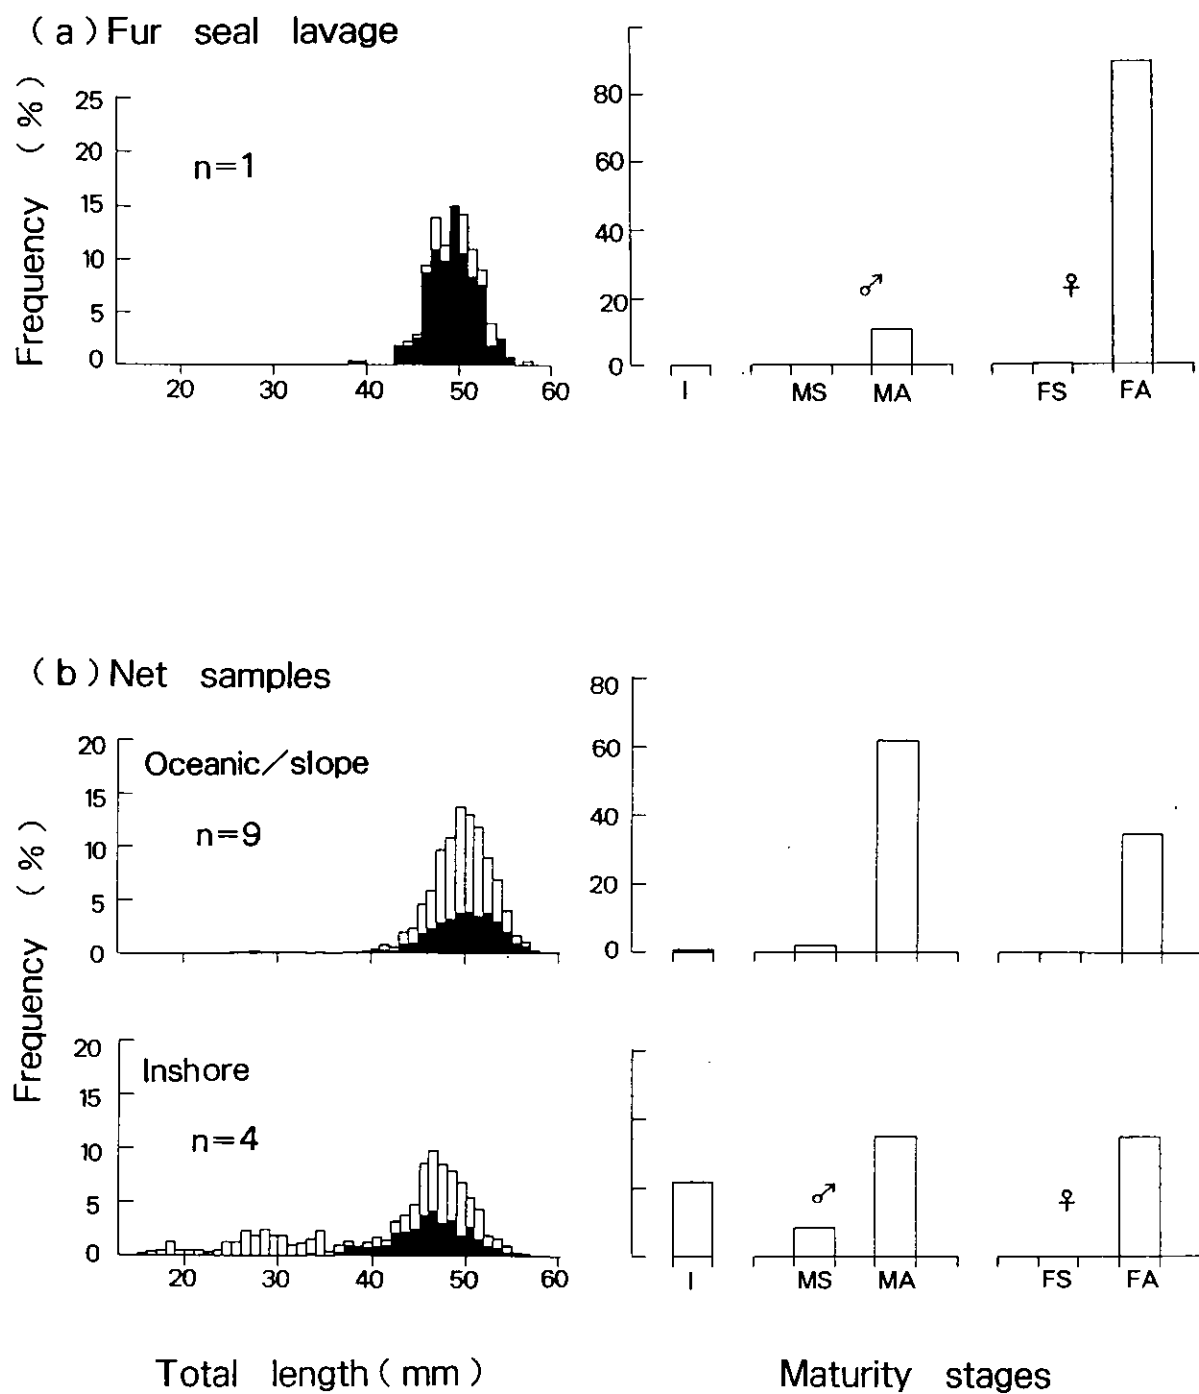 (a) Fur seal lavage
Frequency (%)
25
20
15
10
5
0
n=1
20 30 40 50 60
80
60
40
20
0
♂
♀
I MS MA FS FA
(b) Net samples
Frequency (%)
20
15
10
5
0
Oceanic/slope
n=9
80
60
40
20
0
20
15
10
5
0
Inshore
n=4
20 30 40 50 60
♂
♀
I MS MA FS FA
Total length (mm)
Maturity stages